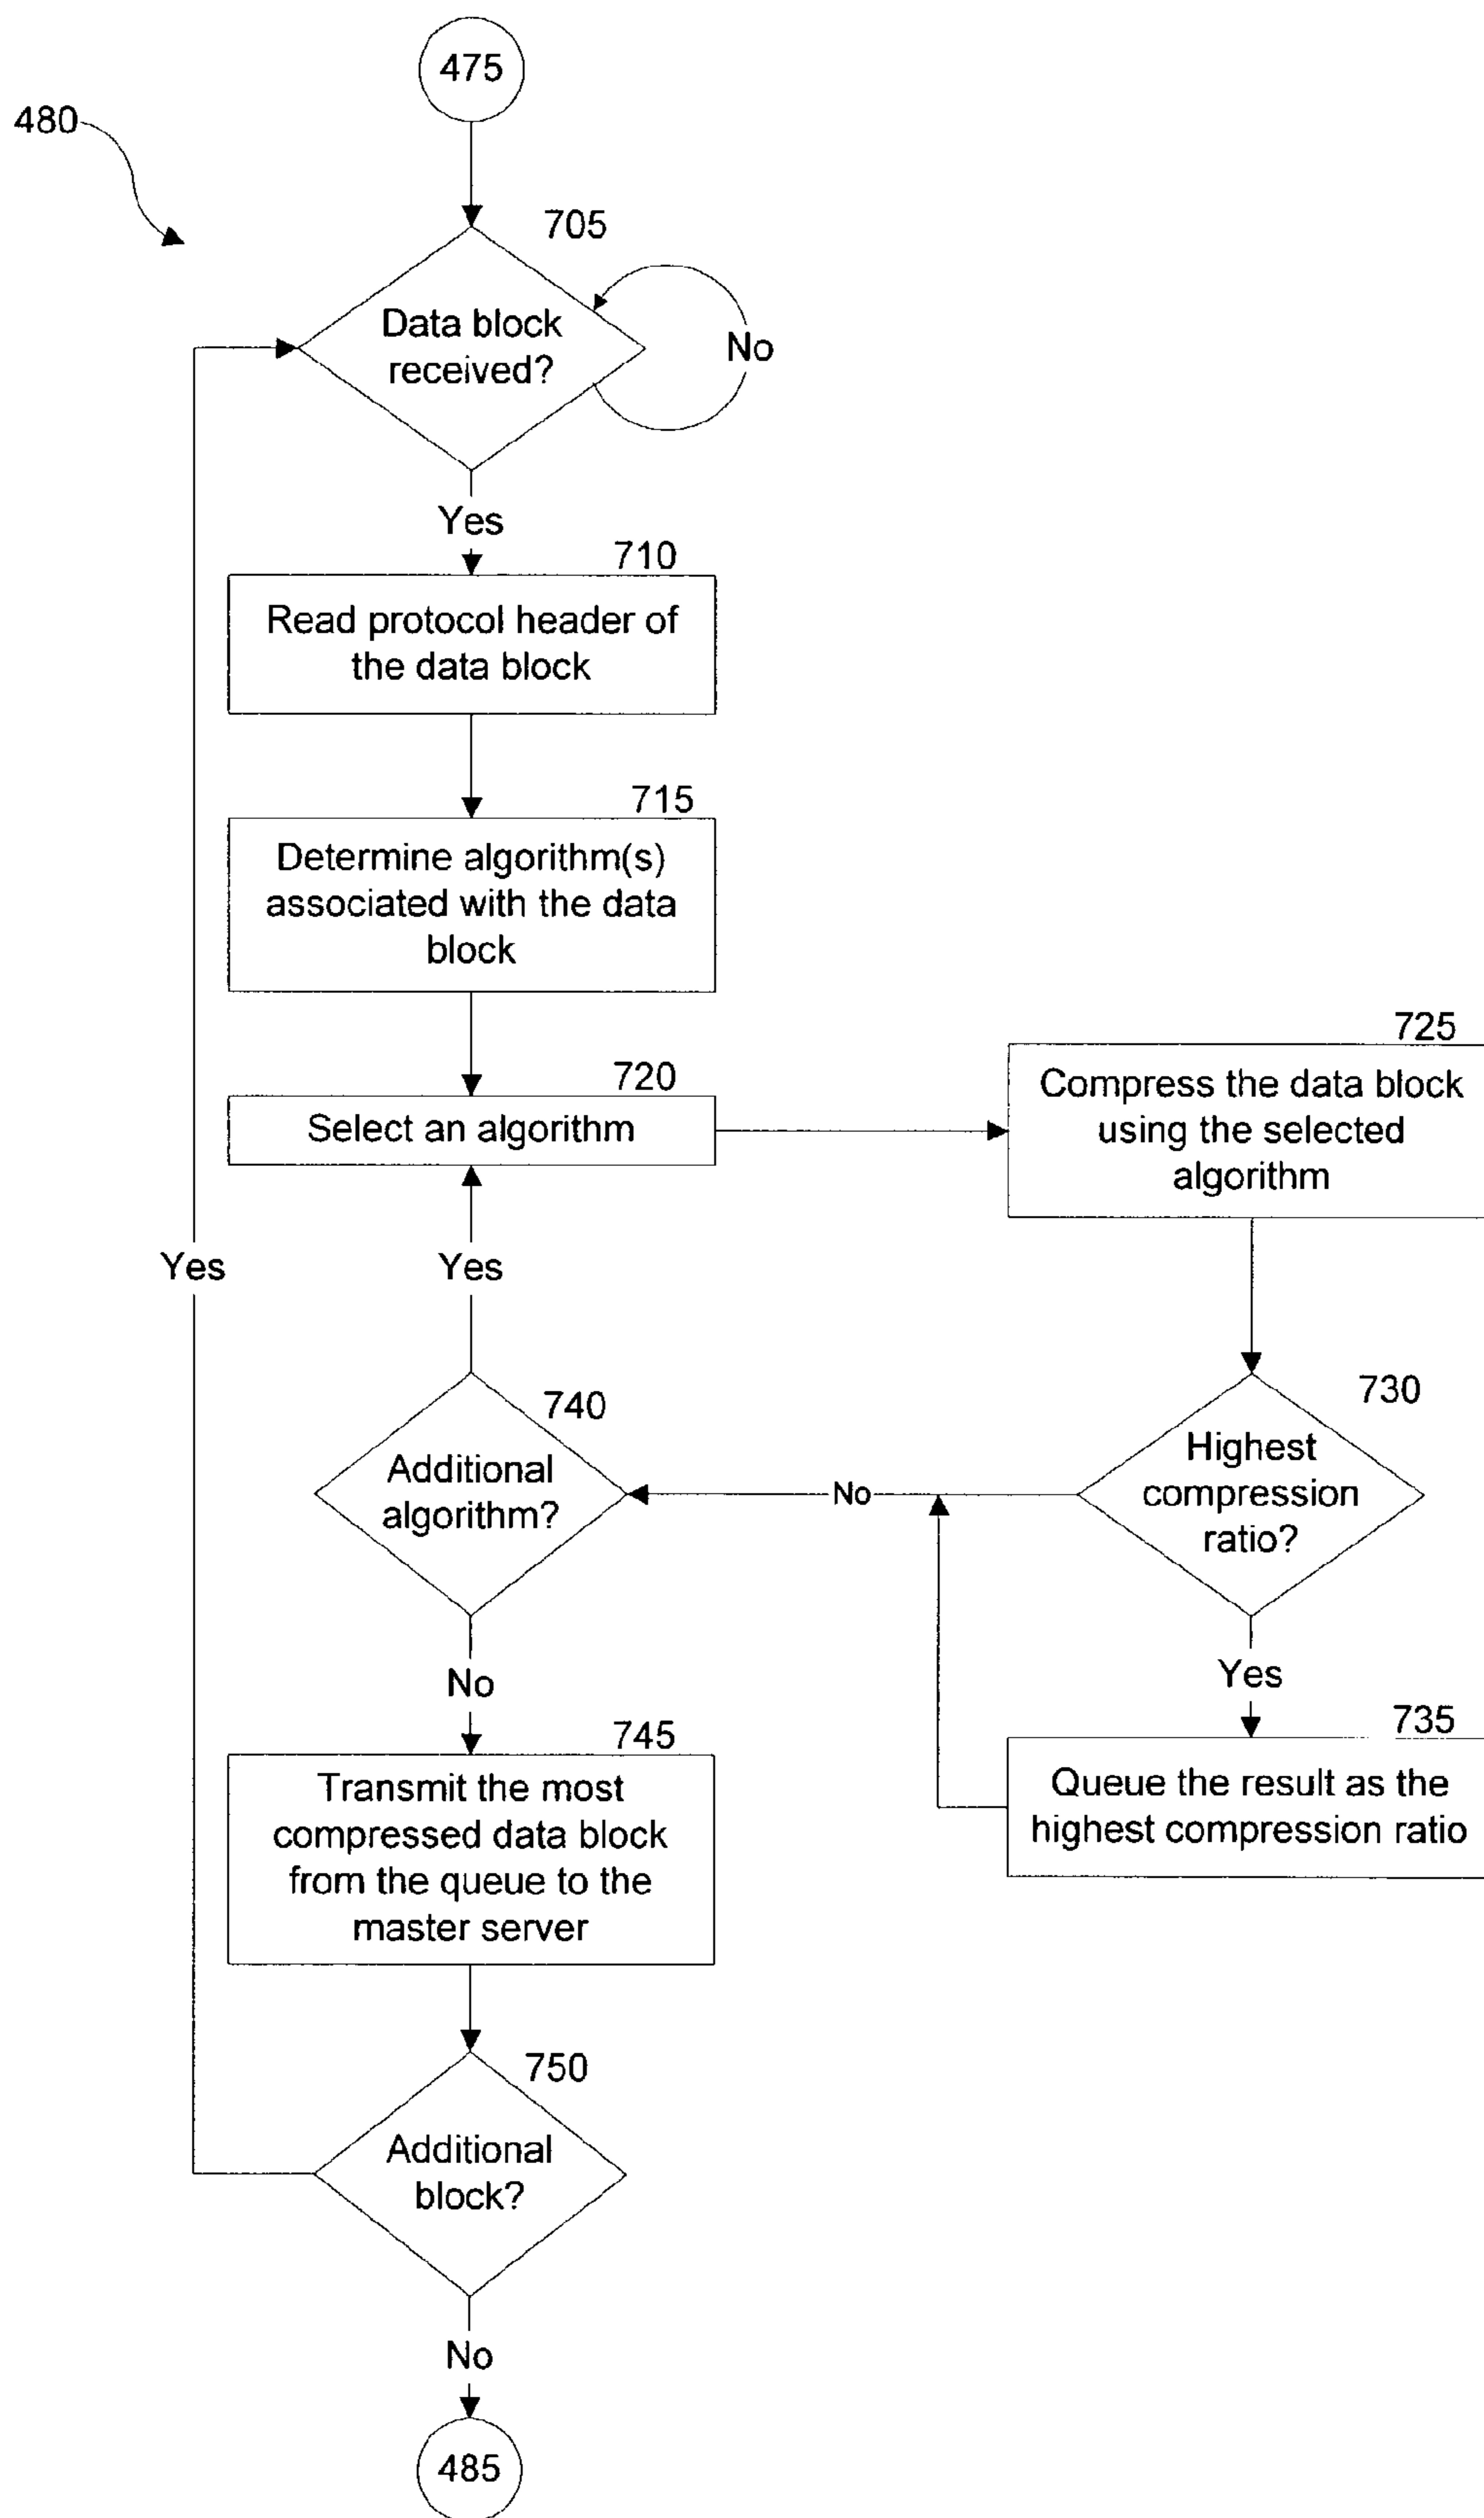 475
480
705
Data block
received?
No
Yes
710
Read protocol header of
the data block
715
Determine algorithm(s)
associated with the data
block
720
Select an algorithm
725
Compress the data block
using the selected
algorithm
Yes
Yes
740
Additional
algorithm?
No
730
Highest
compression
ratio?
Yes
735
Queue the result as the
highest compression ratio
No
745
Transmit the most
compressed data block
from the queue to the
master server
750
Additional
block?
No
485